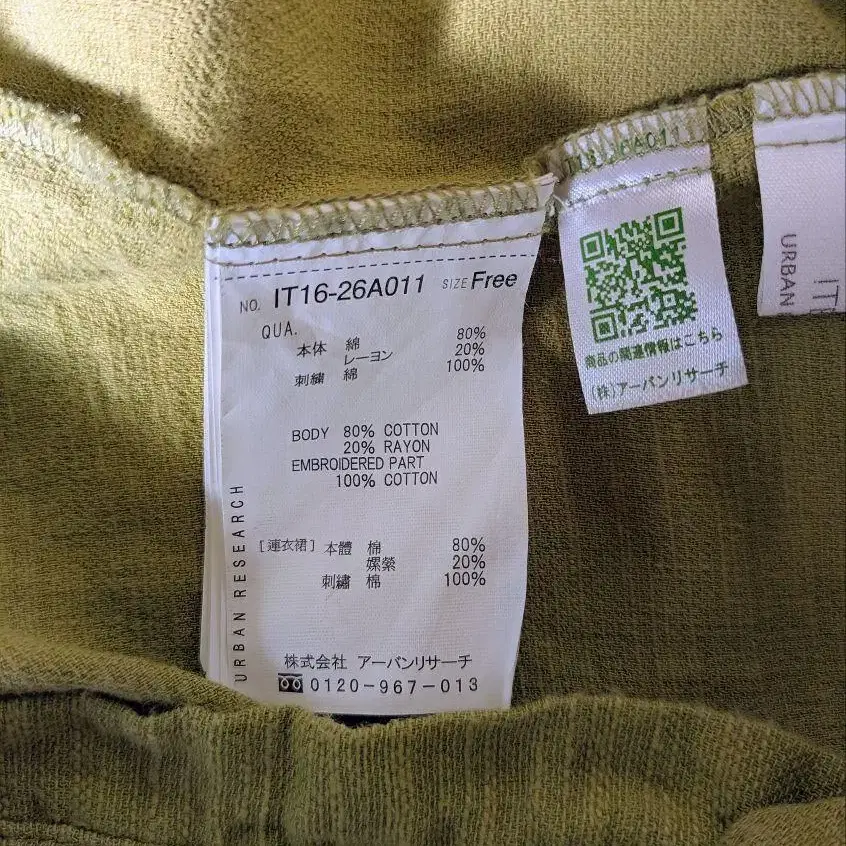 NO. IT16-26A011 SIZE Free
QUA.
本体 綿 80%
レーヨン 20%
刺繍 綿 100%
BODY 80% COTTON
20% RAYON
EMBROIDERED PART
100% COTTON
[連衣裙] 本體 棉 80%
嫘縈 20%
刺繡 棉 100%
URBAN RESEARCH
株式会社 アーバンリサーチ
0120-967-013
IT16-26A011
商品の関連情報はこちら
(株)アーバンリサーチ
URBAN